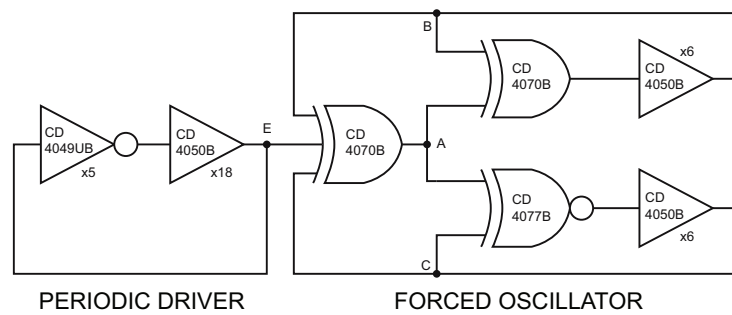 B
CD
4070B
x6
CD
4050B
CD
4049UB
x5
CD
4050B
x18
E
CD
4070B
A
CD
4077B
CD
4050B
x6
C
PERIODIC DRIVER
FORCED OSCILLATOR